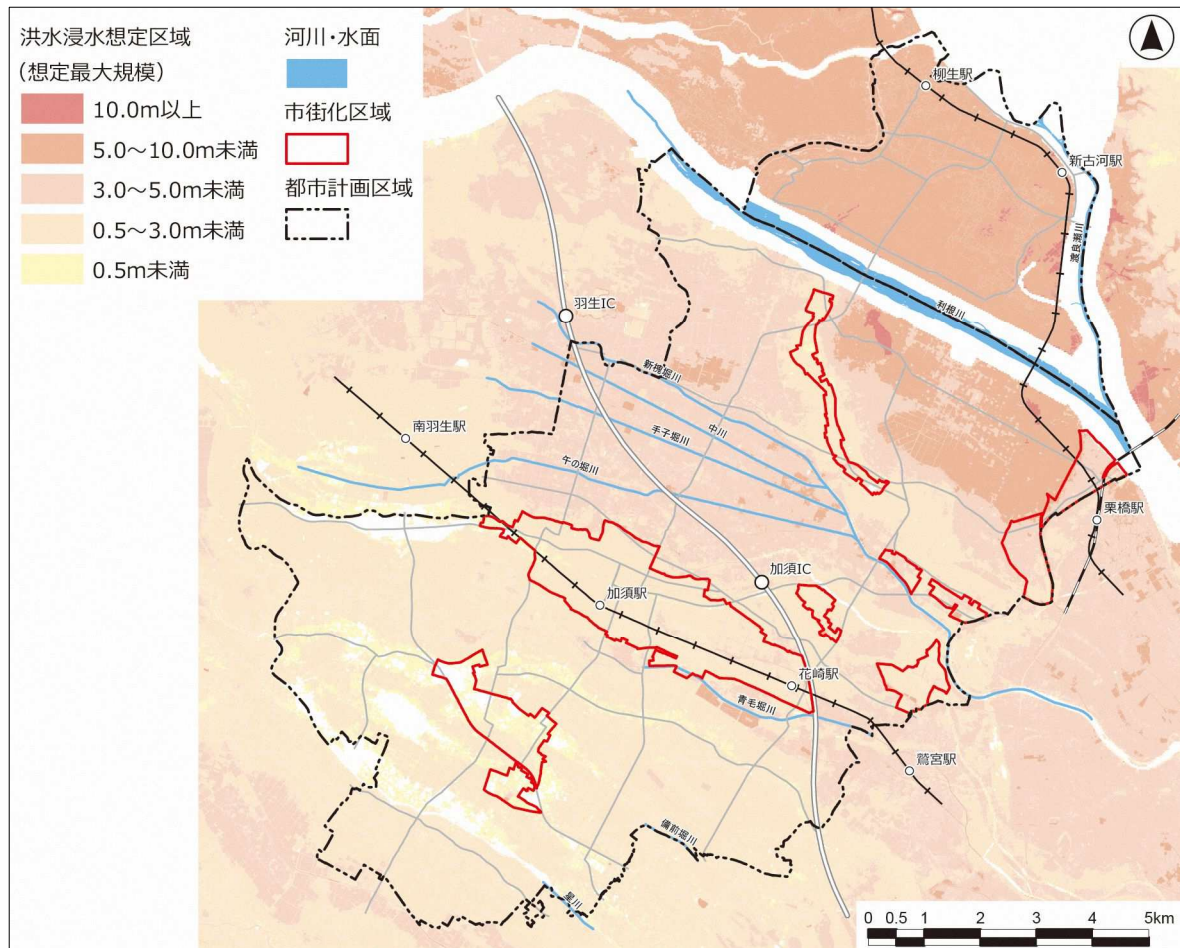 洪水浸水想定区域
(想定最大規模)
10.0m以上
5.0～10.0m未満
3.0～5.0m未満
0.5～3.0m未満
0.5m未満
河川・水面
市街化区域
都市計画区域
柳生駅
新古河駅
渡良瀬川
利根川
羽生IC
新槐堀川
中川
手子堀川
午の堀川
南羽生駅
栗橋駅
加須IC
加須駅
花崎駅
青毛堀川
鷲宮駅
備前堀川
星川
0 0.5 1 2 3 4 5km